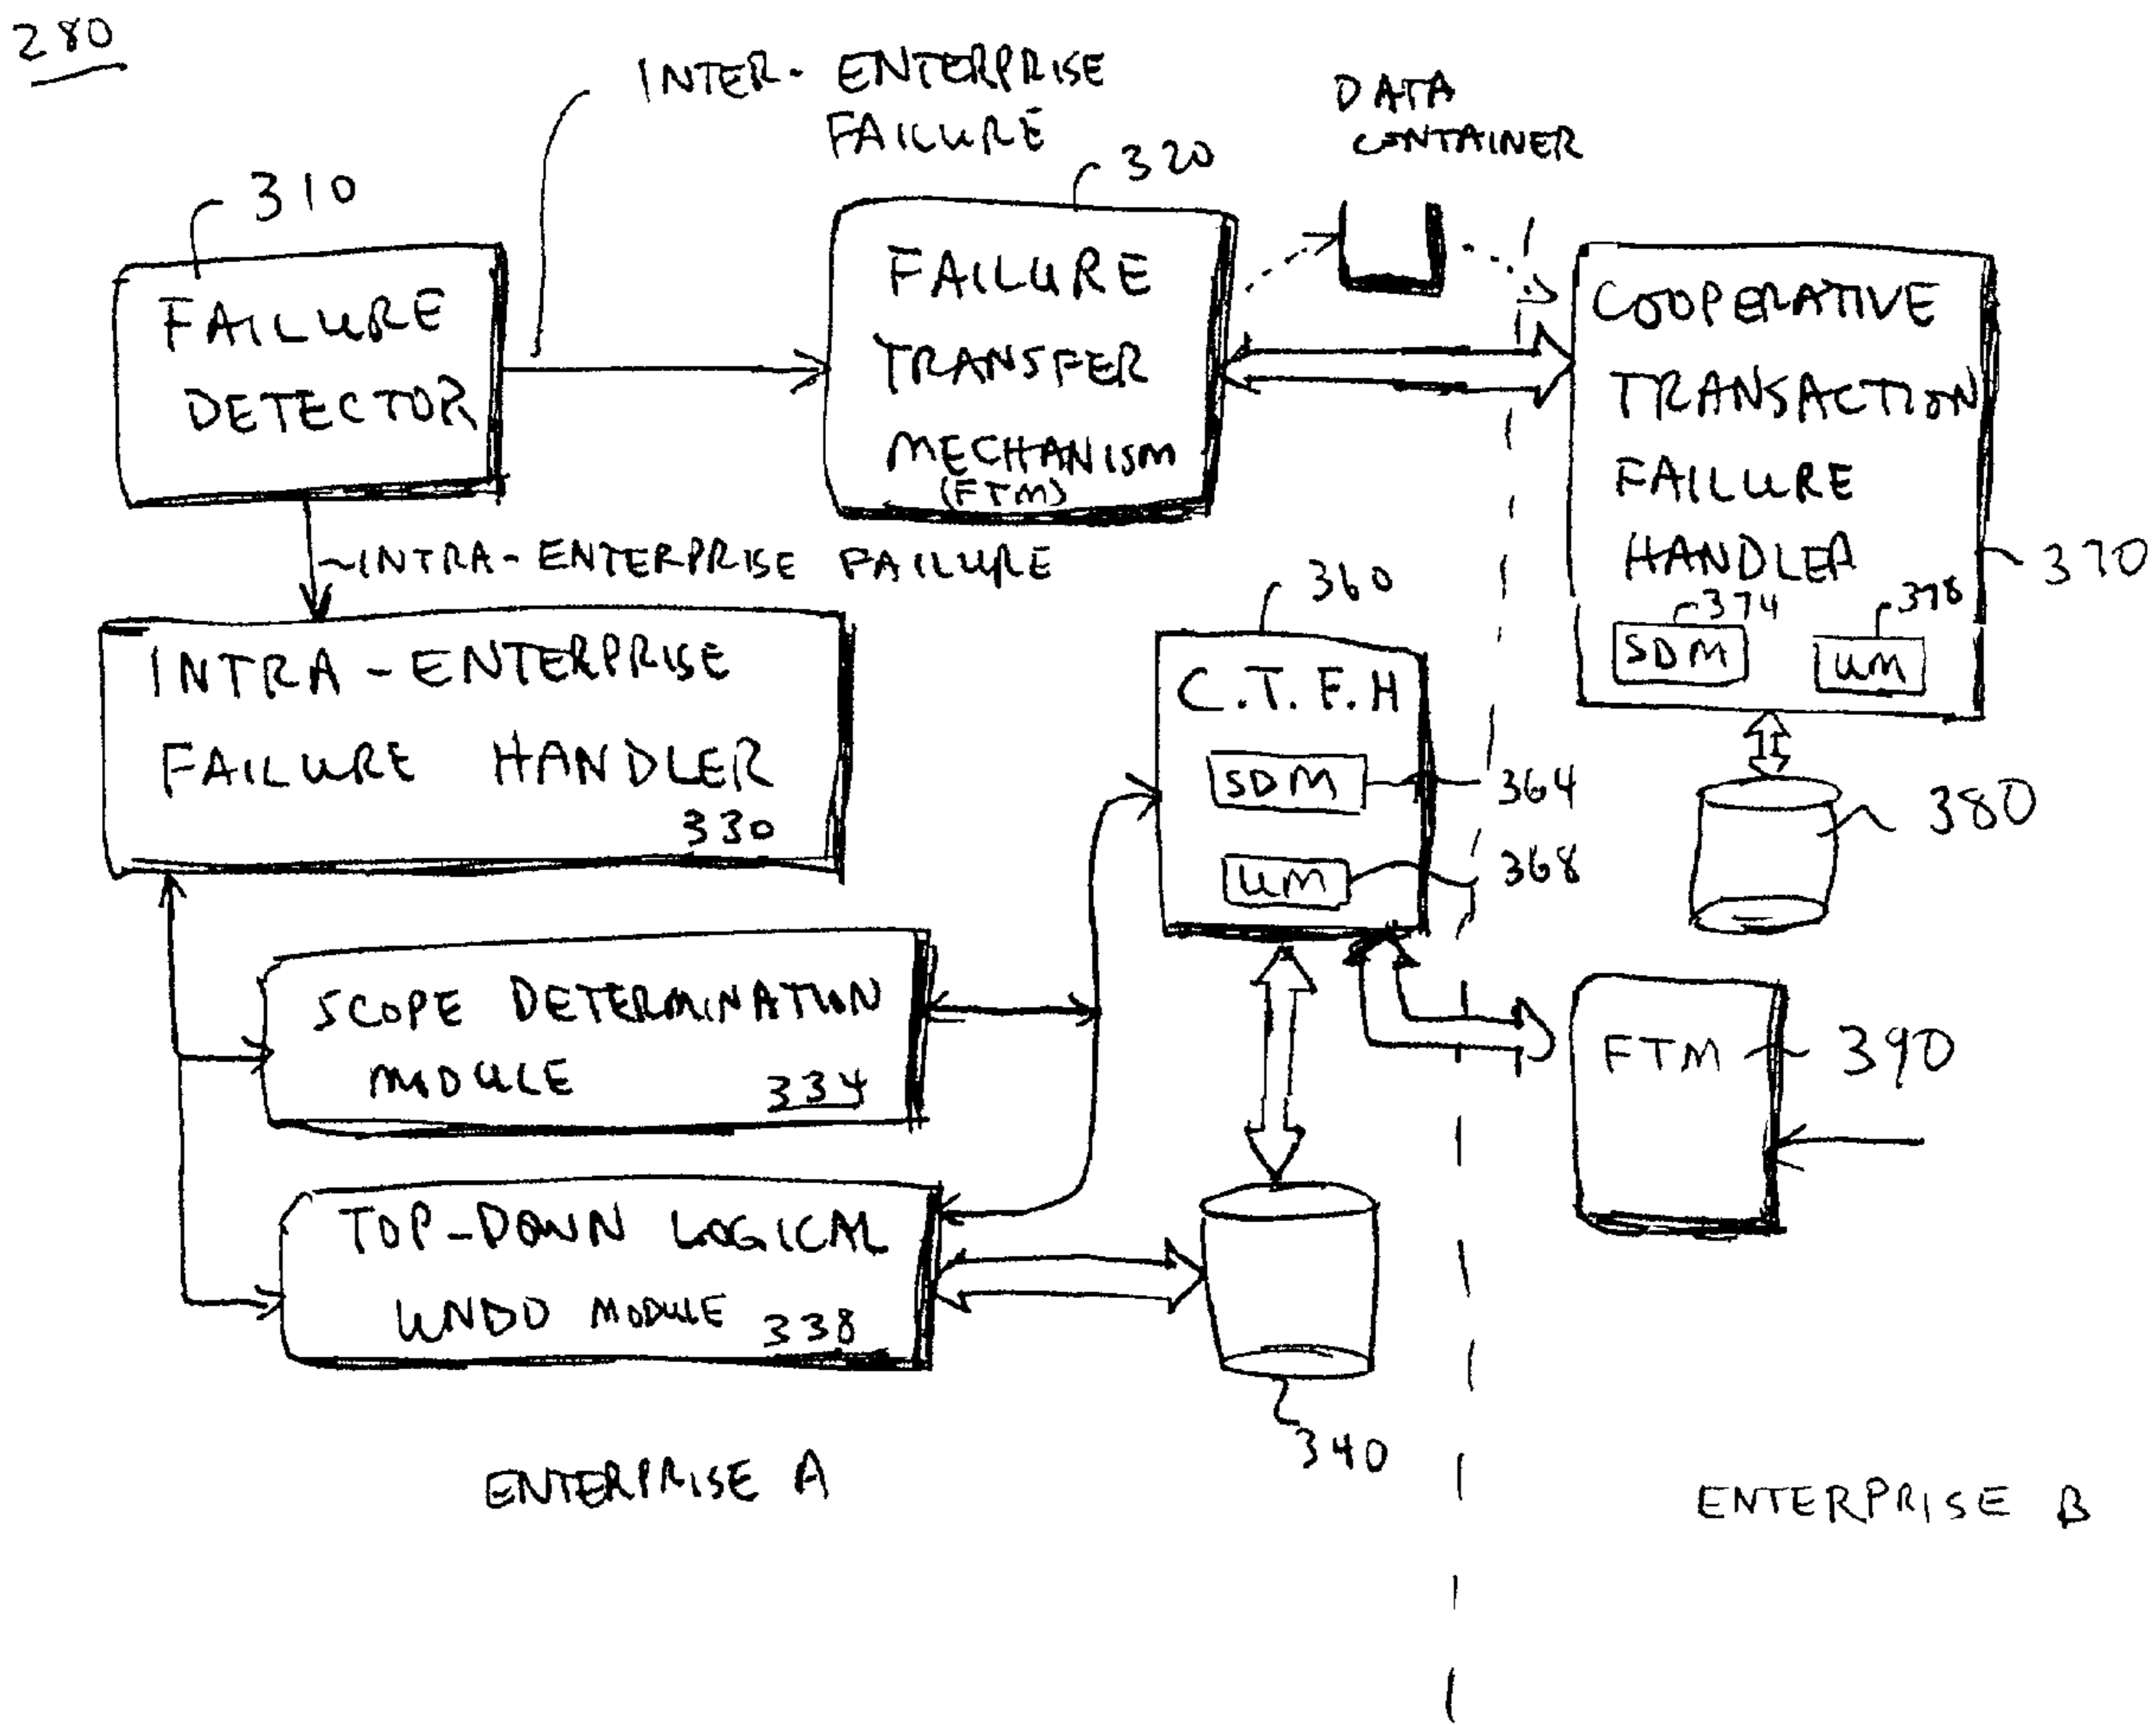 280
INTER-ENTERPRISE
FAILURE
DATA
CONTAINER
310
320
FAILURE
DETECTOR
FAILURE
TRANSFER
MECHANISM
(FTM)
COOPERATIVE
TRANSACTION
FAILURE
HANDLER
370
374
SDM
378
UM
INTRA-ENTERPRISE FAILURE
INTRA-ENTERPRISE
FAILURE HANDLER
330
360
C.T.F.H
SDM
364
UM
368
380
SCOPE DETERMINATION
MODULE 334
FTM
390
TOP-DOWN LOGICAL
UNDO MODULE 338
340
ENTERPRISE A
ENTERPRISE B